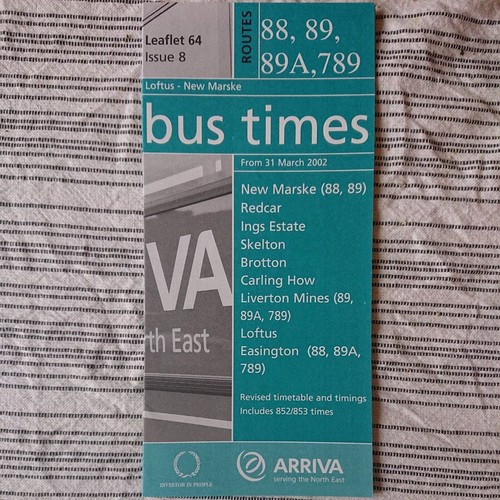 Leaflet 64
Issue 8
ROUTES
88, 89,
89A,789
Loftus - New Marske
bus times
From 31 March 2002
New Marske (88, 89)
Redcar
Ings Estate
Skelton
Brotton
Carling How
Liverton Mines (89,
89A, 789)
Loftus
Easington (88, 89A,
789)
Revised timetable and timings
Includes 852/853 times
VA
th East
INVESTOR IN PEOPLE
ARRIVA
serving the North East